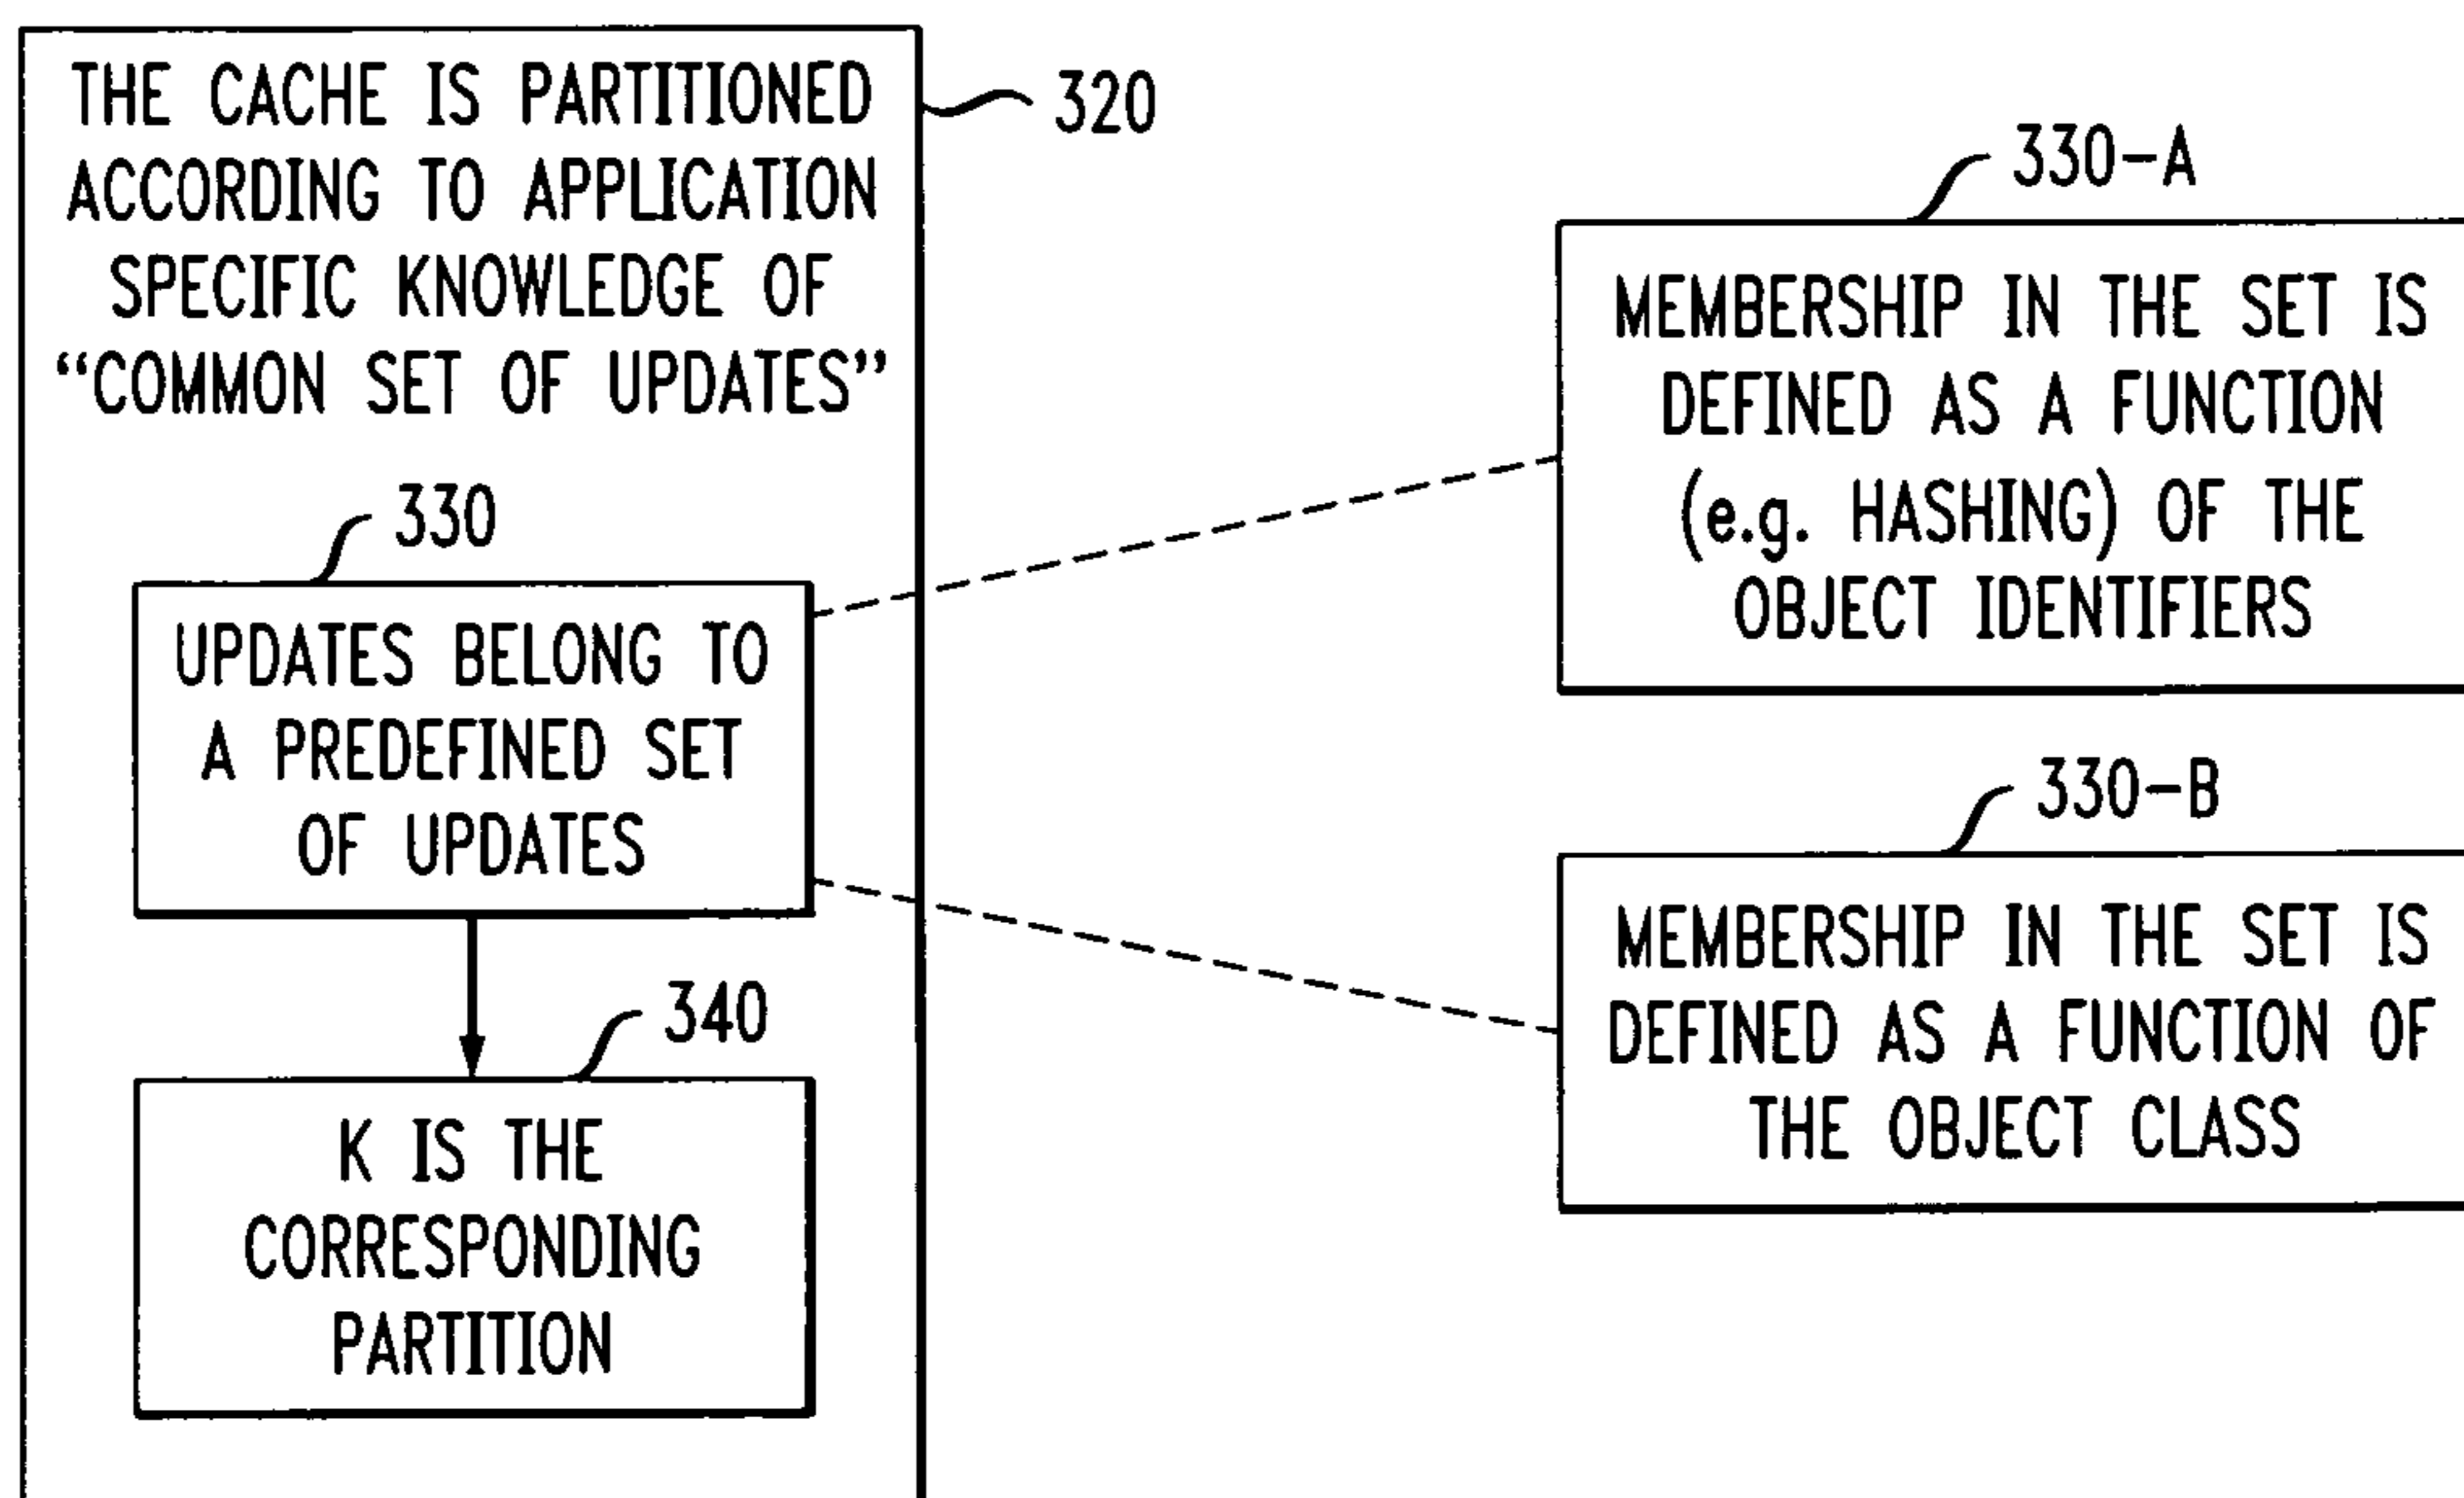 THE CACHE IS PARTITIONED
ACCORDING TO APPLICATION
SPECIFIC KNOWLEDGE OF
“COMMON SET OF UPDATES”
320
330
UPDATES BELONG TO
A PREDEFINED SET
OF UPDATES
340
K IS THE
CORRESPONDING
PARTITION
330-A
MEMBERSHIP IN THE SET IS
DEFINED AS A FUNCTION
(e.g. HASHING) OF THE
OBJECT IDENTIFIERS
330-B
MEMBERSHIP IN THE SET IS
DEFINED AS A FUNCTION OF
THE OBJECT CLASS